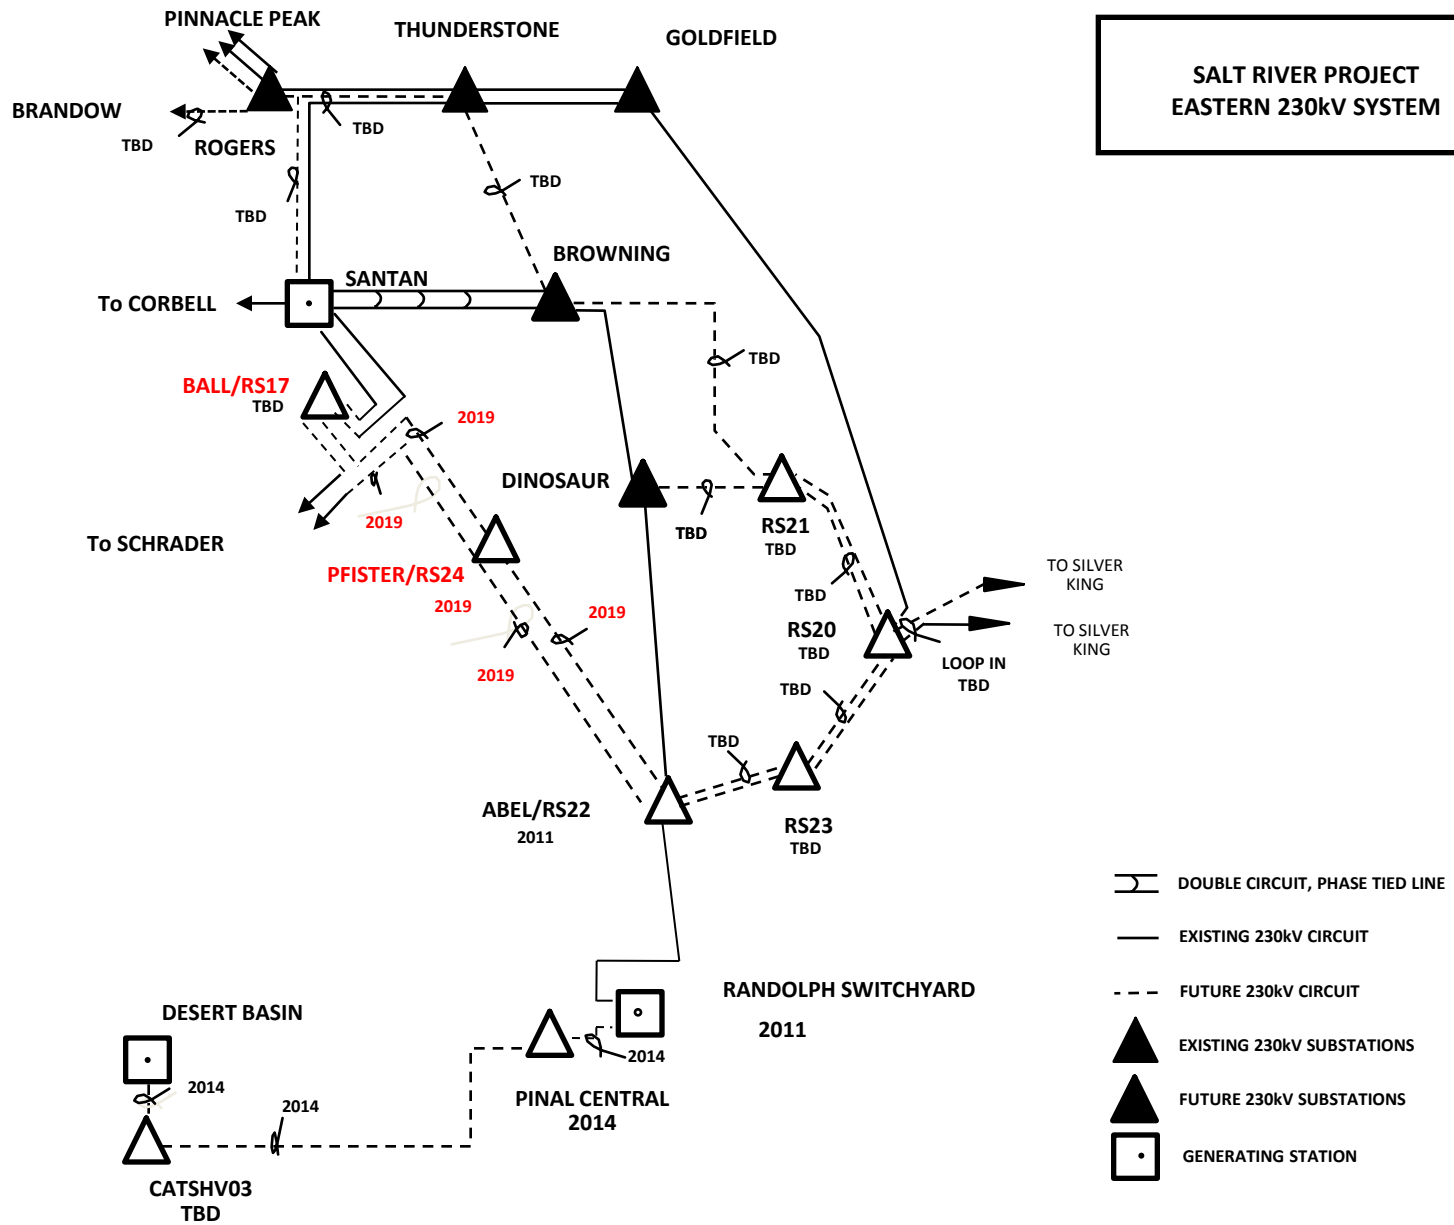 PINNACLE PEAK
THUNDERSTONE
GOLDFIELD
SALT RIVER PROJECT
EASTERN 230kV SYSTEM
BRANDOW
TBD
ROGERS
TBD
TBD
TBD
BROWNING
SANTAN
To CORBELL
TBD
BALL/RS17
TBD
2019
DINOSAUR
2019
TBD
RS21
TBD
To SCHRADER
PFISTER/RS24
2019
2019
2019
TBD
TO SILVER
KING
RS20
TBD
TO SILVER
KING
LOOP IN
TBD
TBD
TBD
ABEL/RS22
2011
RS23
TBD
DOUBLE CIRCUIT, PHASE TIED LINE
EXISTING 230kV CIRCUIT
FUTURE 230kV CIRCUIT
EXISTING 230kV SUBSTATIONS
FUTURE 230kV SUBSTATIONS
GENERATING STATION
RANDOLPH SWITCHYARD
2011
DESERT BASIN
2014
2014
2014
PINAL CENTRAL
2014
CATSHV03
TBD